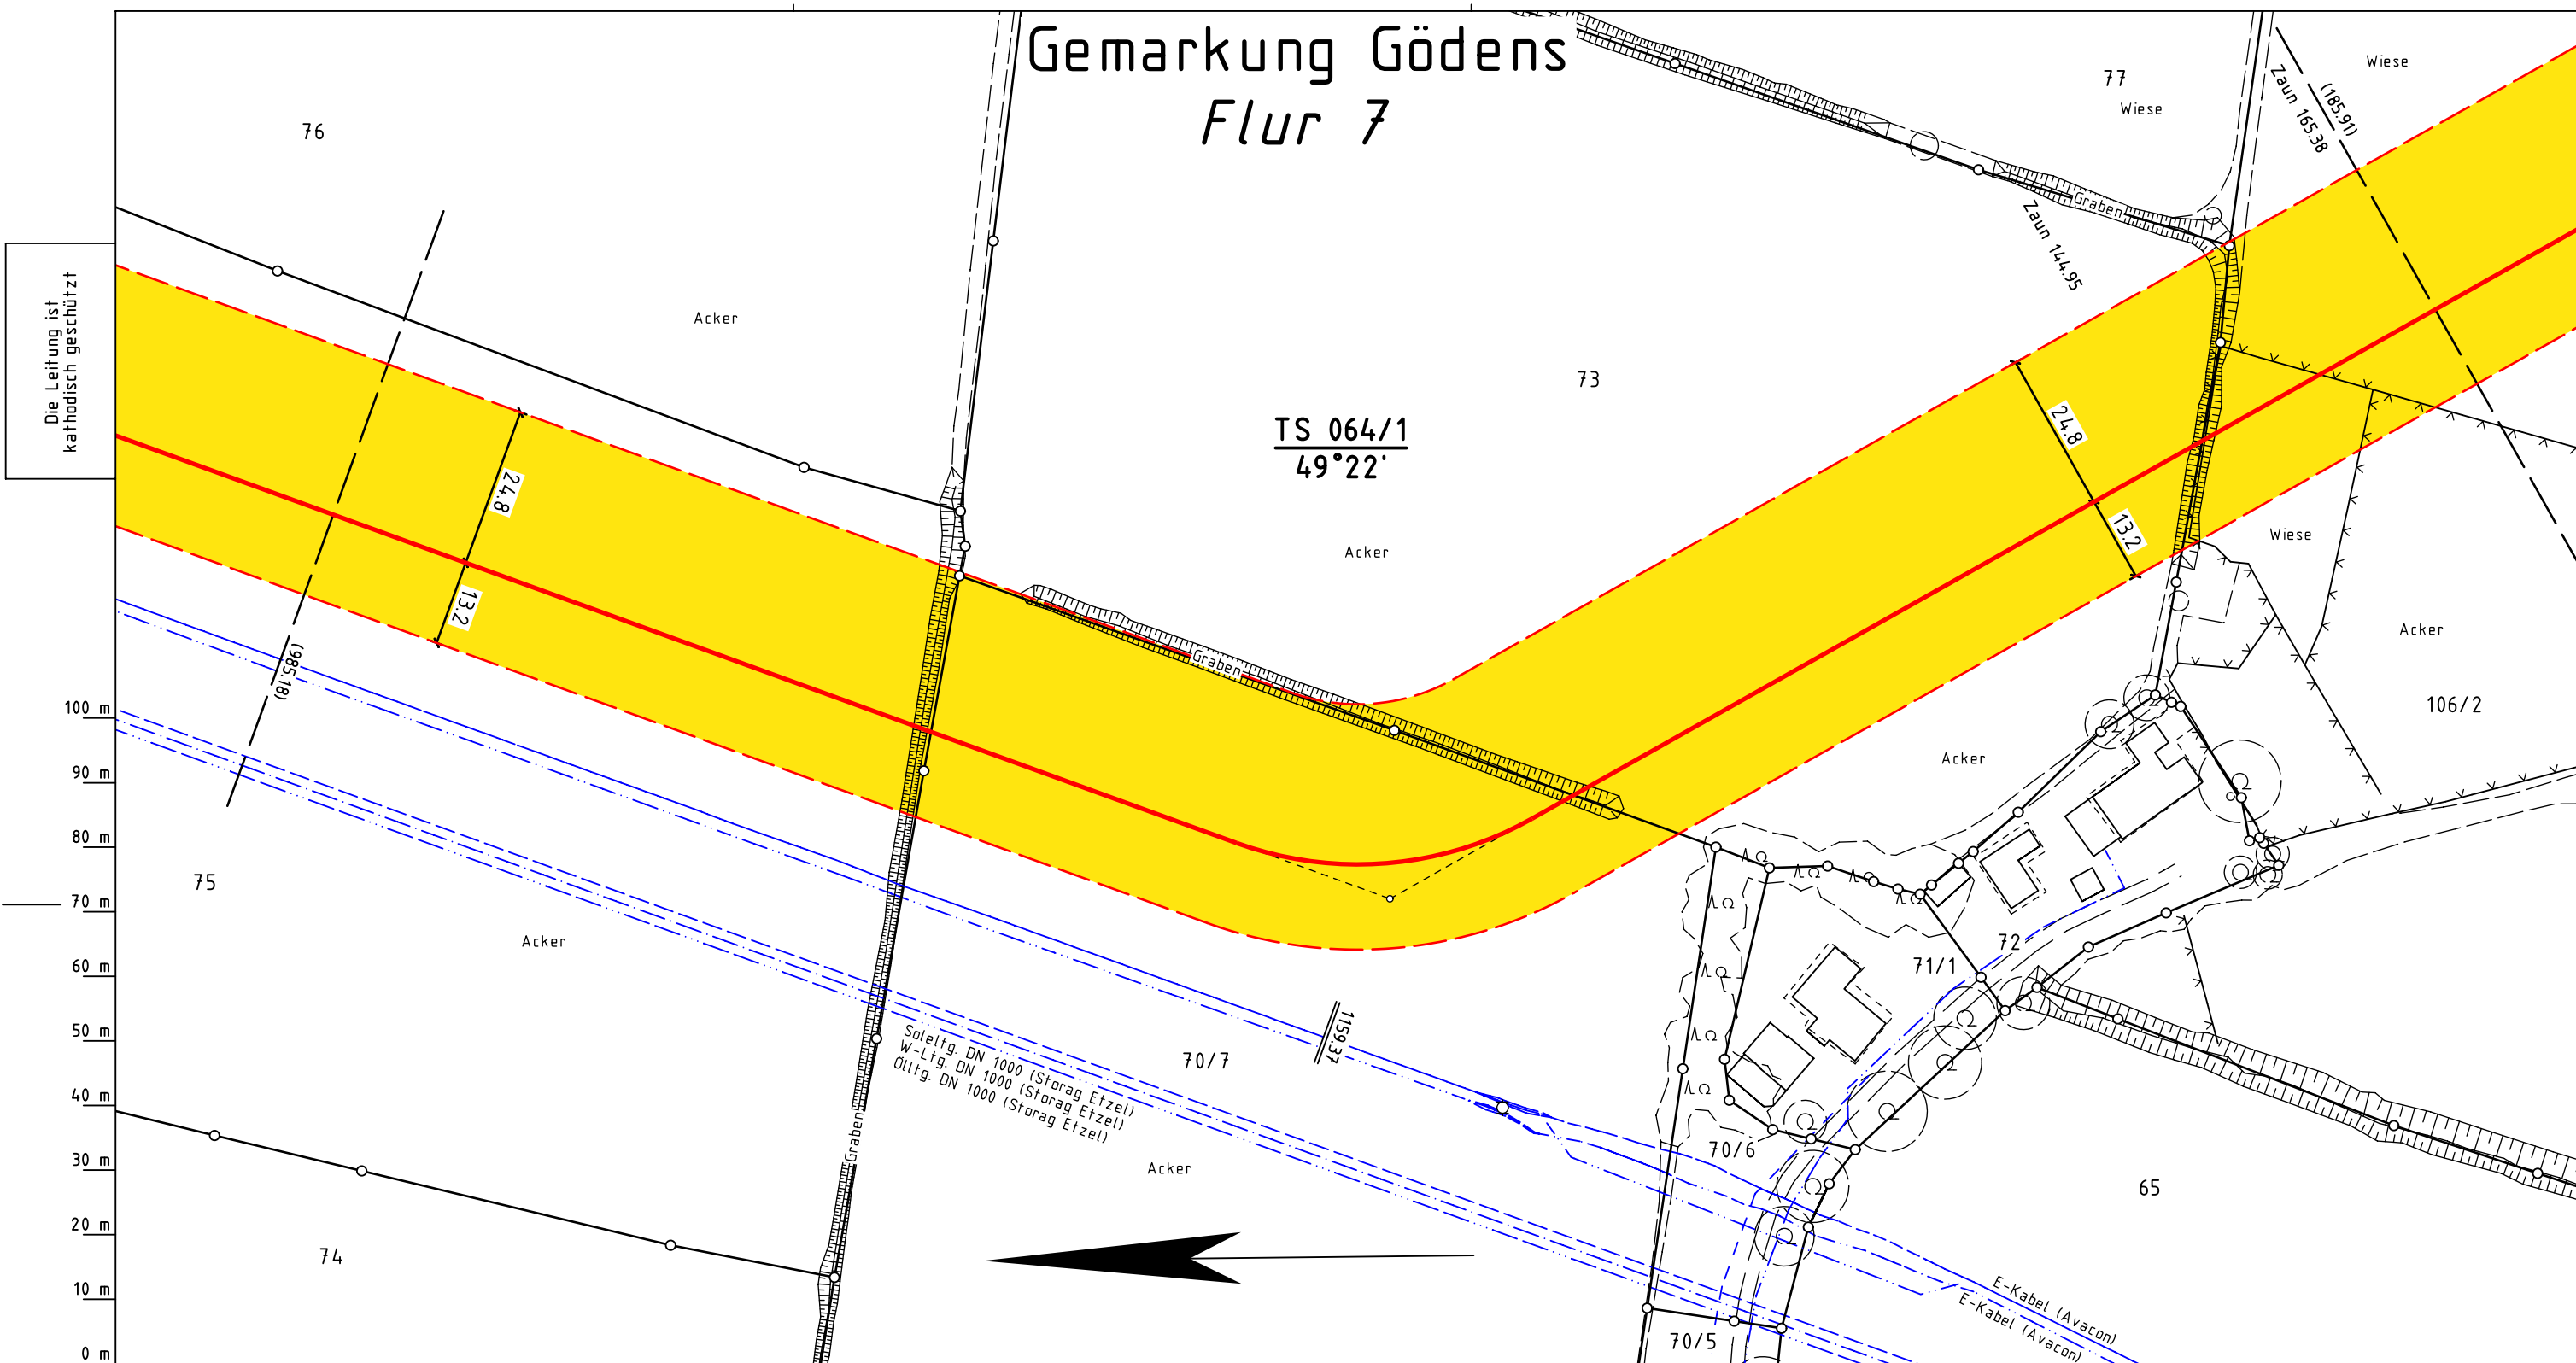 Gemarkung Gödens
Flur 7
76
77
Wiese
Wiese
(185.91)
Zaun 165.38
Graben
Zaun 144.95
Die Leitung ist
kathodisch geschützt
Acker
73
TS 064/1
49°22'
24.8
13.2
24.8
13.2
Acker
Wiese
Acker
Graben
(985.18)
106/2
Acker
100 m
90 m
80 m
70 m
60 m
50 m
40 m
30 m
20 m
10 m
0 m
75
Acker
72
71/1
1159.37
70/7
Soleltg. DN 1000 (Storag Etzel)
W-Ltg. DN 1000 (Storag Etzel)
Ölltg. DN 1000 (Storag Etzel)
Graben
Acker
70/6
65
74
E-Kabel (Avacon)
E-Kabel (Avacon)
70/5